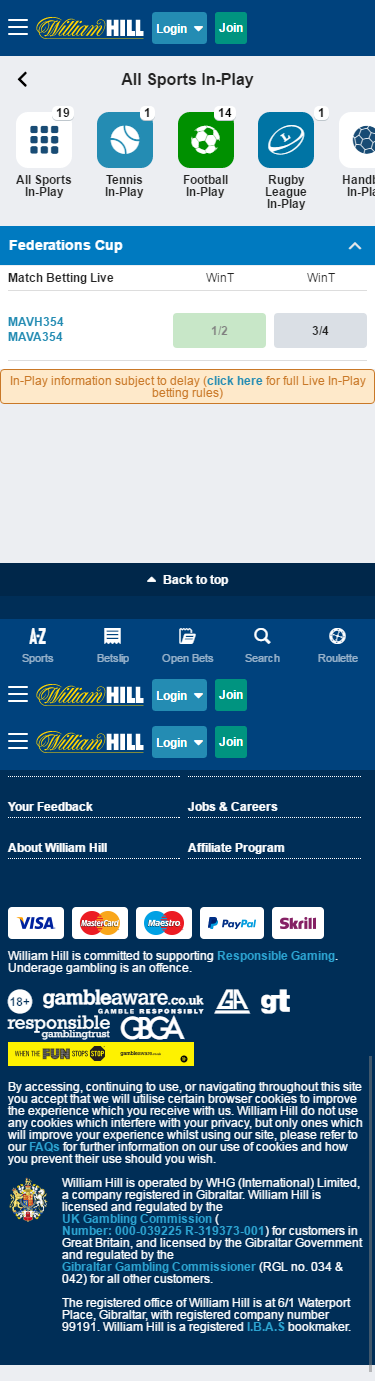 William HILL
Login
Join
All Sports In-Play
19
1
14
1
All Sports
In-Play
Tennis
In-Play
Football
In-Play
Rugby
League
In-Play
Handb
In-Pla
Federations Cup
Match Betting Live
WinT
WinT
MAVH354
MAVA354
1/2
3/4
In-Play information subject to delay (click here for full Live In-Play
betting rules)
Back to top
A-Z
Sports
Betslip
Open Bets
Search
Roulette
William HILL
Login
Join
William HILL
Login
Join
Your Feedback
Jobs & Careers
About William Hill
Affiliate Program
VISA
MasterCard
Maestro
PayPal
Skrill
William Hill is committed to supporting Responsible Gaming.
Underage gambling is an offence.
18+
gambleaware.co.uk
GAMBLE RESPONSIBLY
GA
gt
responsible
gamblingtrust
GBGA
WHEN THE FUN STOPS STOP
gambleaware.co.uk
By accessing, continuing to use, or navigating throughout this site
you accept that we will utilise certain browser cookies to improve
the experience which you receive with us. William Hill do not use
any cookies which interfere with your privacy, but only ones which
will improve your experience whilst using our site, please refer to
our FAQs for further information on our use of cookies and how
you prevent their use should you wish.
William Hill is operated by WHG (International) Limited,
a company registered in Gibraltar. William Hill is
licensed and regulated by the
UK Gambling Commission (
Number: 000-039225 R-319373-001) for customers in
Great Britain, and licensed by the Gibraltar Government
and regulated by the
Gibraltar Gambling Commissioner (RGL no. 034 &
042) for all other customers.
The registered office of William Hill is at 6/1 Waterport
Place, Gibraltar, with registered company number
99191. William Hill is a registered I.B.A.S bookmaker.